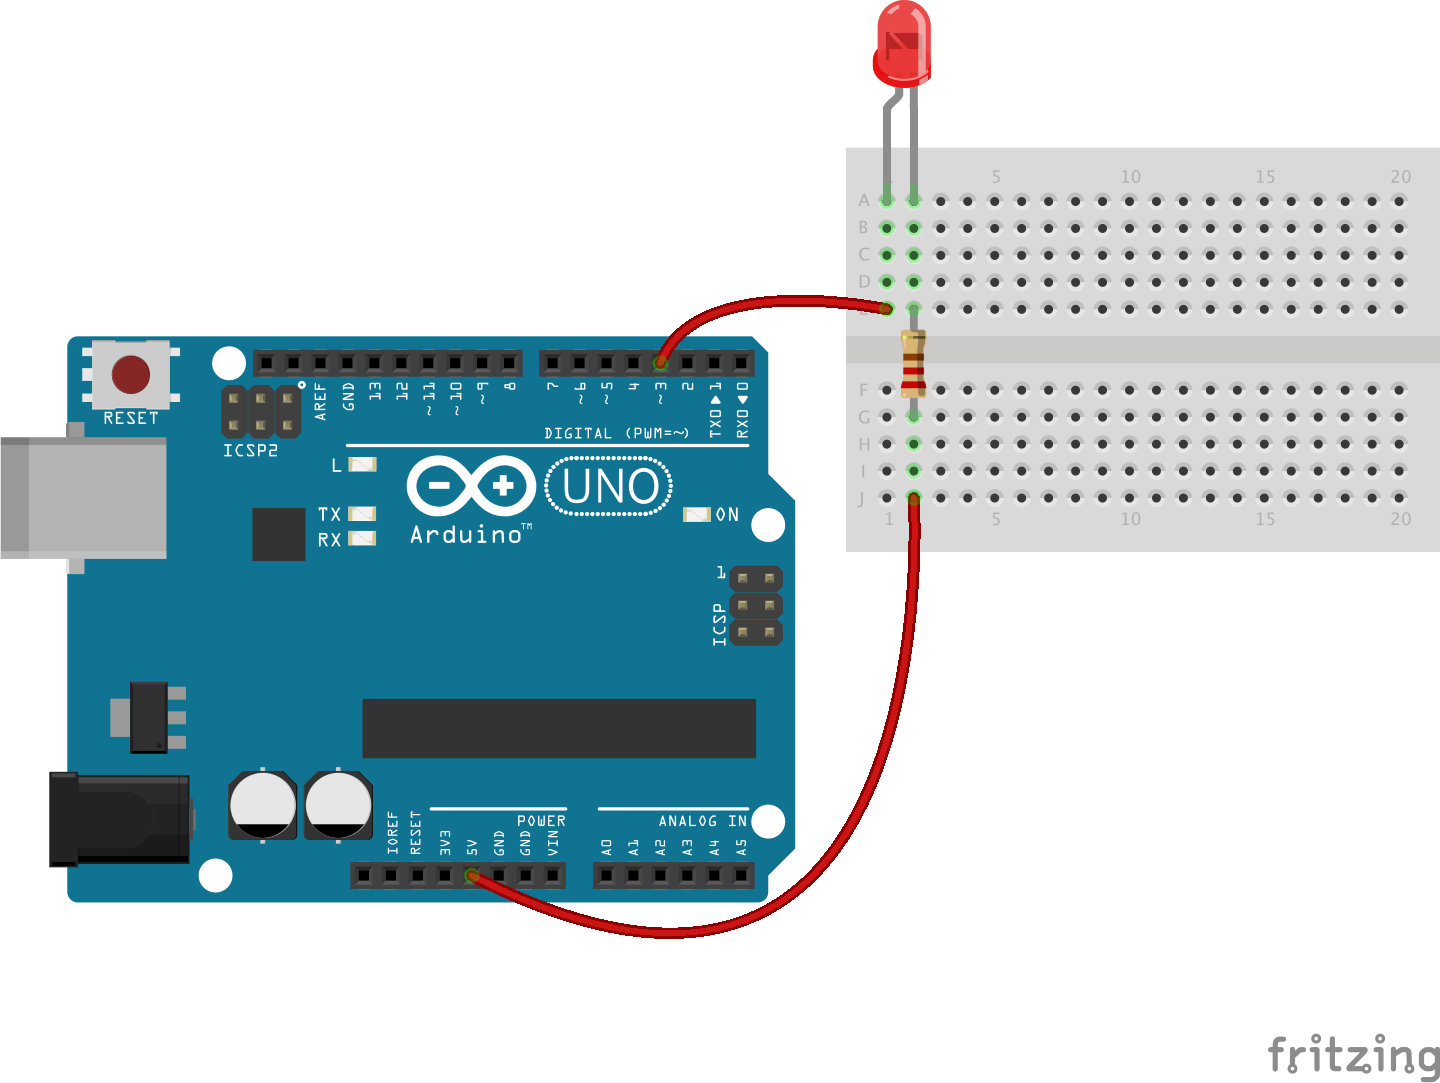 5 10 15 20
A
B
C
D
F
G
H
I
J
1 5 10 15 20
RESET
ICSP2
AREF
GND
13
12
~11
~10
~9
8
7
~6
~5
4
~3
2
TX0▶1
RX0◀0
DIGITAL (PWM=~)
L
TX
RX
UNO
Arduino™
ON
1
ICSP
IOREF
RESET
3V3
5V
GND
GND
VIN
POWER
A0
A1
A2
A3
A4
A5
ANALOG IN
fritzing